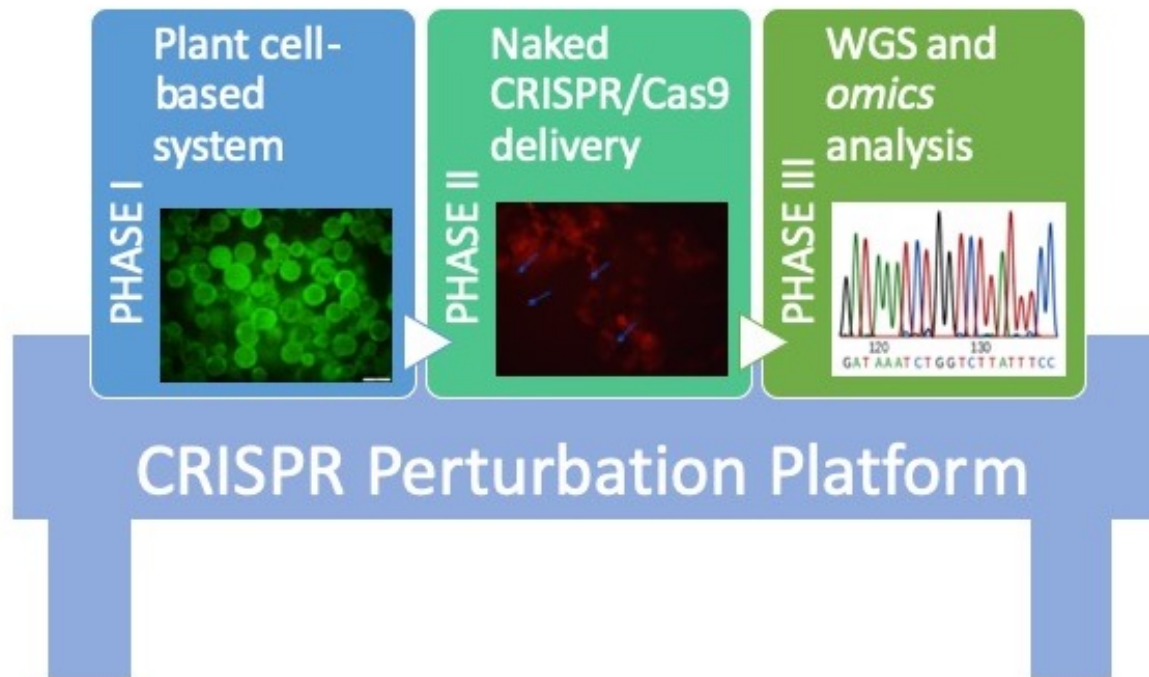 PHASE I
Plant cell-
based
system
PHASE II
Naked
CRISPR/Cas9
delivery
PHASE III
WGS and
omics
analysis
120 130
GAT AAATCTGGTCTTATTTCC
CRISPR Perturbation Platform